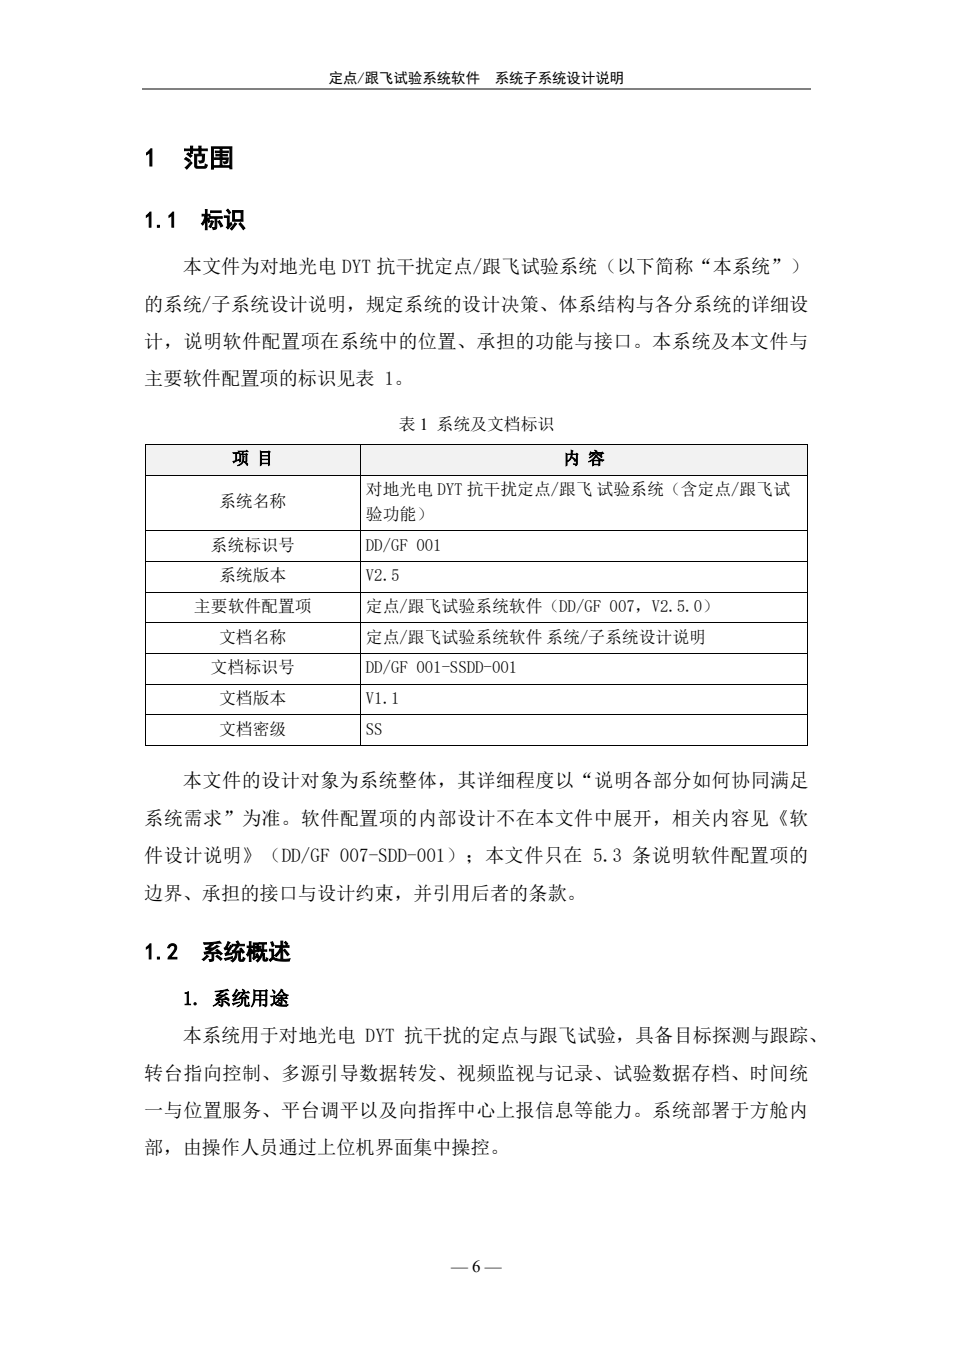 定点/跟飞试验系统软件　系统子系统设计说明
1　范围
1.1　标识
本文件为对地光电 DYT 抗干扰定点/跟飞试验系统（以下简称“本系统”）
的系统/子系统设计说明，规定系统的设计决策、体系结构与各分系统的详细设
计，说明软件配置项在系统中的位置、承担的功能与接口。本系统及本文件与
主要软件配置项的标识见表 1。
表 1 系统及文档标识
项 目　内 容
系统名称　对地光电 DYT 抗干扰定点/跟飞 试验系统（含定点/跟飞试
验功能）
系统标识号　DD/GF 001
系统版本　V2.5
主要软件配置项　定点/跟飞试验系统软件（DD/GF 007，V2.5.0）
文档名称　定点/跟飞试验系统软件 系统/子系统设计说明
文档标识号　DD/GF 001-SSDD-001
文档版本　V1.1
文档密级　SS
本文件的设计对象为系统整体，其详细程度以“说明各部分如何协同满足
系统需求”为准。软件配置项的内部设计不在本文件中展开，相关内容见《软
件设计说明》（DD/GF 007-SDD-001）；本文件只在 5.3 条说明软件配置项的
边界、承担的接口与设计约束，并引用后者的条款。
1.2　系统概述
1. 系统用途
本系统用于对地光电 DYT 抗干扰的定点与跟飞试验，具备目标探测与跟踪、
转台指向控制、多源引导数据转发、视频监视与记录、试验数据存档、时间统
一与位置服务、平台调平以及向指挥中心上报信息等能力。系统部署于方舱内
部，由操作人员通过上位机界面集中操控。
— 6 —